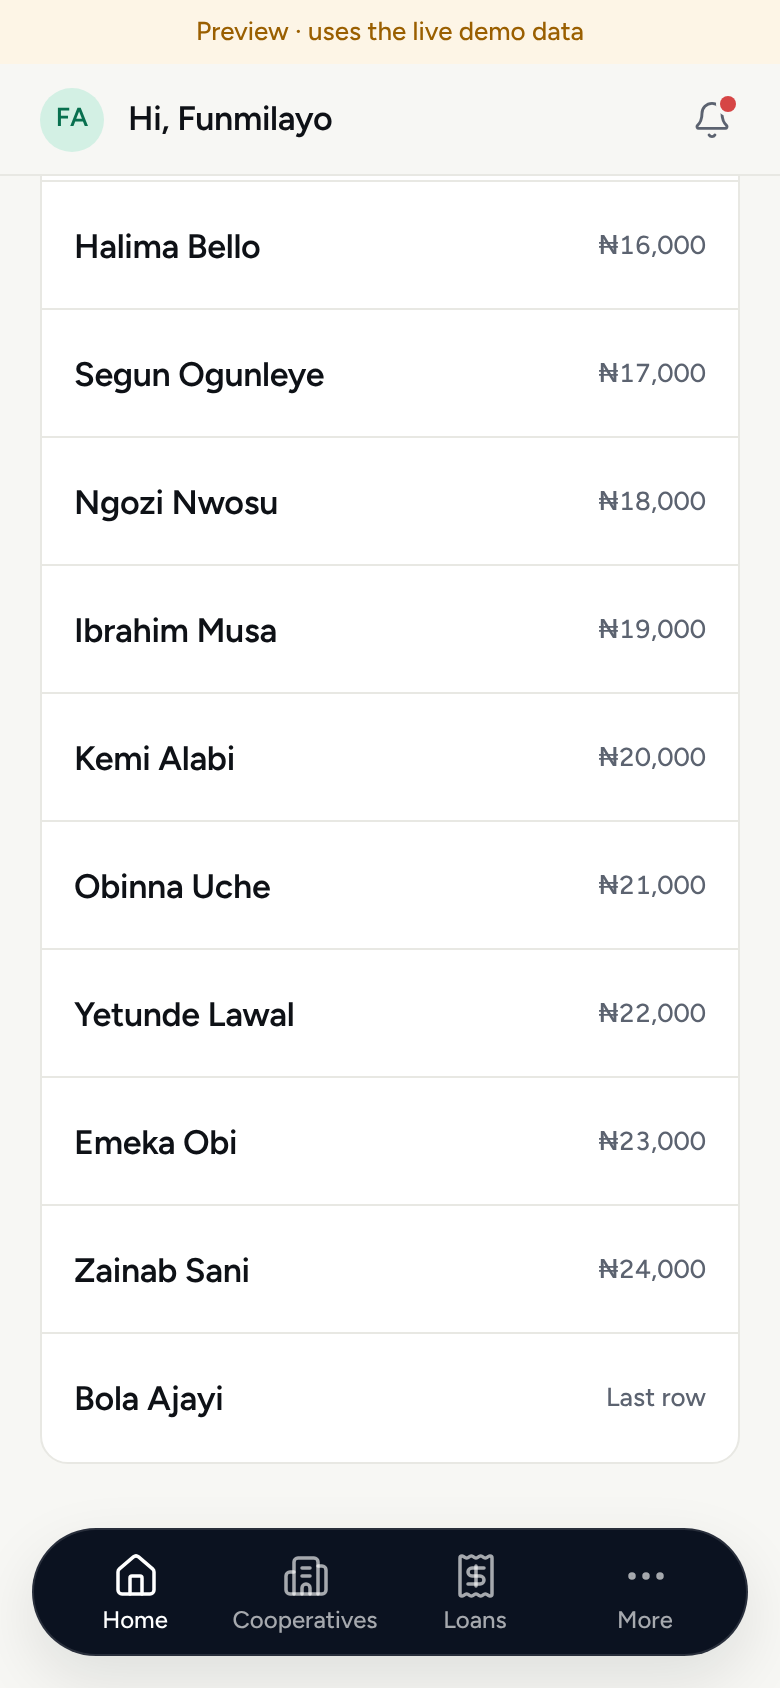 Preview · uses the live demo data
FA
Hi, Funmilayo
Halima Bello ₦16,000
Segun Ogunleye ₦17,000
Ngozi Nwosu ₦18,000
Ibrahim Musa ₦19,000
Kemi Alabi ₦20,000
Obinna Uche ₦21,000
Yetunde Lawal ₦22,000
Emeka Obi ₦23,000
Zainab Sani ₦24,000
Bola Ajayi Last row
Home Cooperatives Loans More